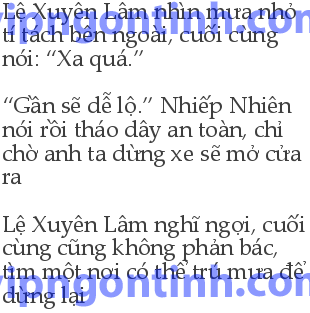 vipngontinh.com
Lệ Xuyên Lâm nhìn mưa nhỏ
tí tách bên ngoài, cuối cùng
nói: “Xa quá.”
“Gần sẽ dễ lộ.” Nhiếp Nhiên
nói rồi tháo dây an toàn, chỉ
chờ anh ta dừng xe sẽ mở cửa
ra
Lệ Xuyên Lâm nghĩ ngợi, cuối
cùng cũng không phản bác,
tìm một nơi có thể trú mưa để
dừng lại
vipngontinh.com